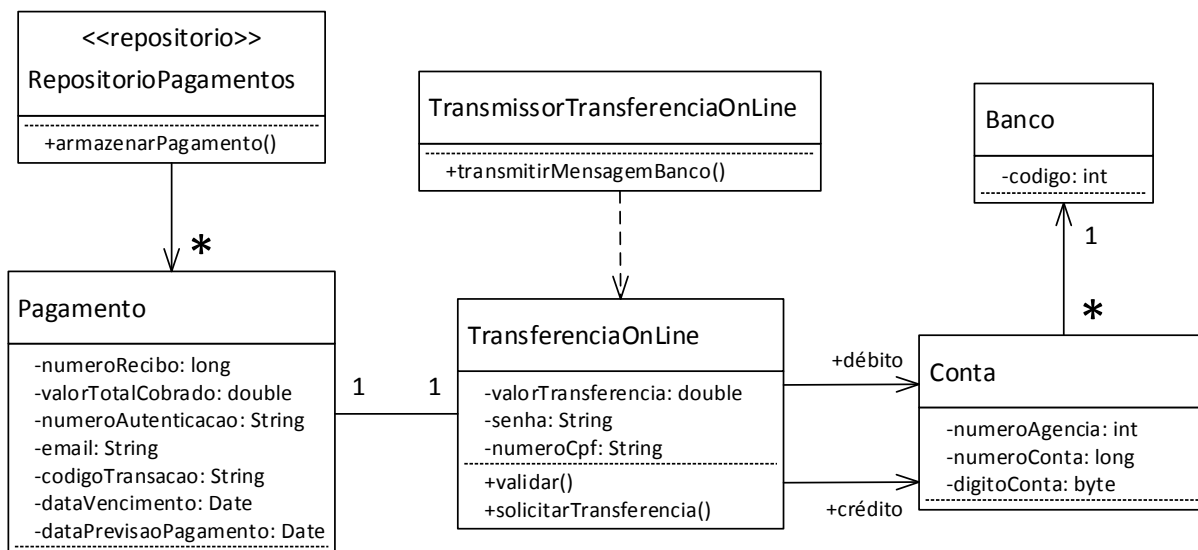 <<repositorio>>
RepositorioPagamentos
+armazenarPagamento()
*
TransmissorTransferenciaOnLine
+transmitirMensagemBanco()
Banco
-codigo: int
1
*
Pagamento
-numeroRecibo: long
-valorTotalCobrado: double
-numeroAutenticacao: String
-email: String
-codigoTransacao: String
-dataVencimento: Date
-dataPrevisaoPagamento: Date
1
1
TransferenciaOnLine
-valorTransferencia: double
-senha: String
-numeroCpf: String
+validar()
+solicitarTransferencia()
+débito
+crédito
Conta
-numeroAgencia: int
-numeroConta: long
-digitoConta: byte